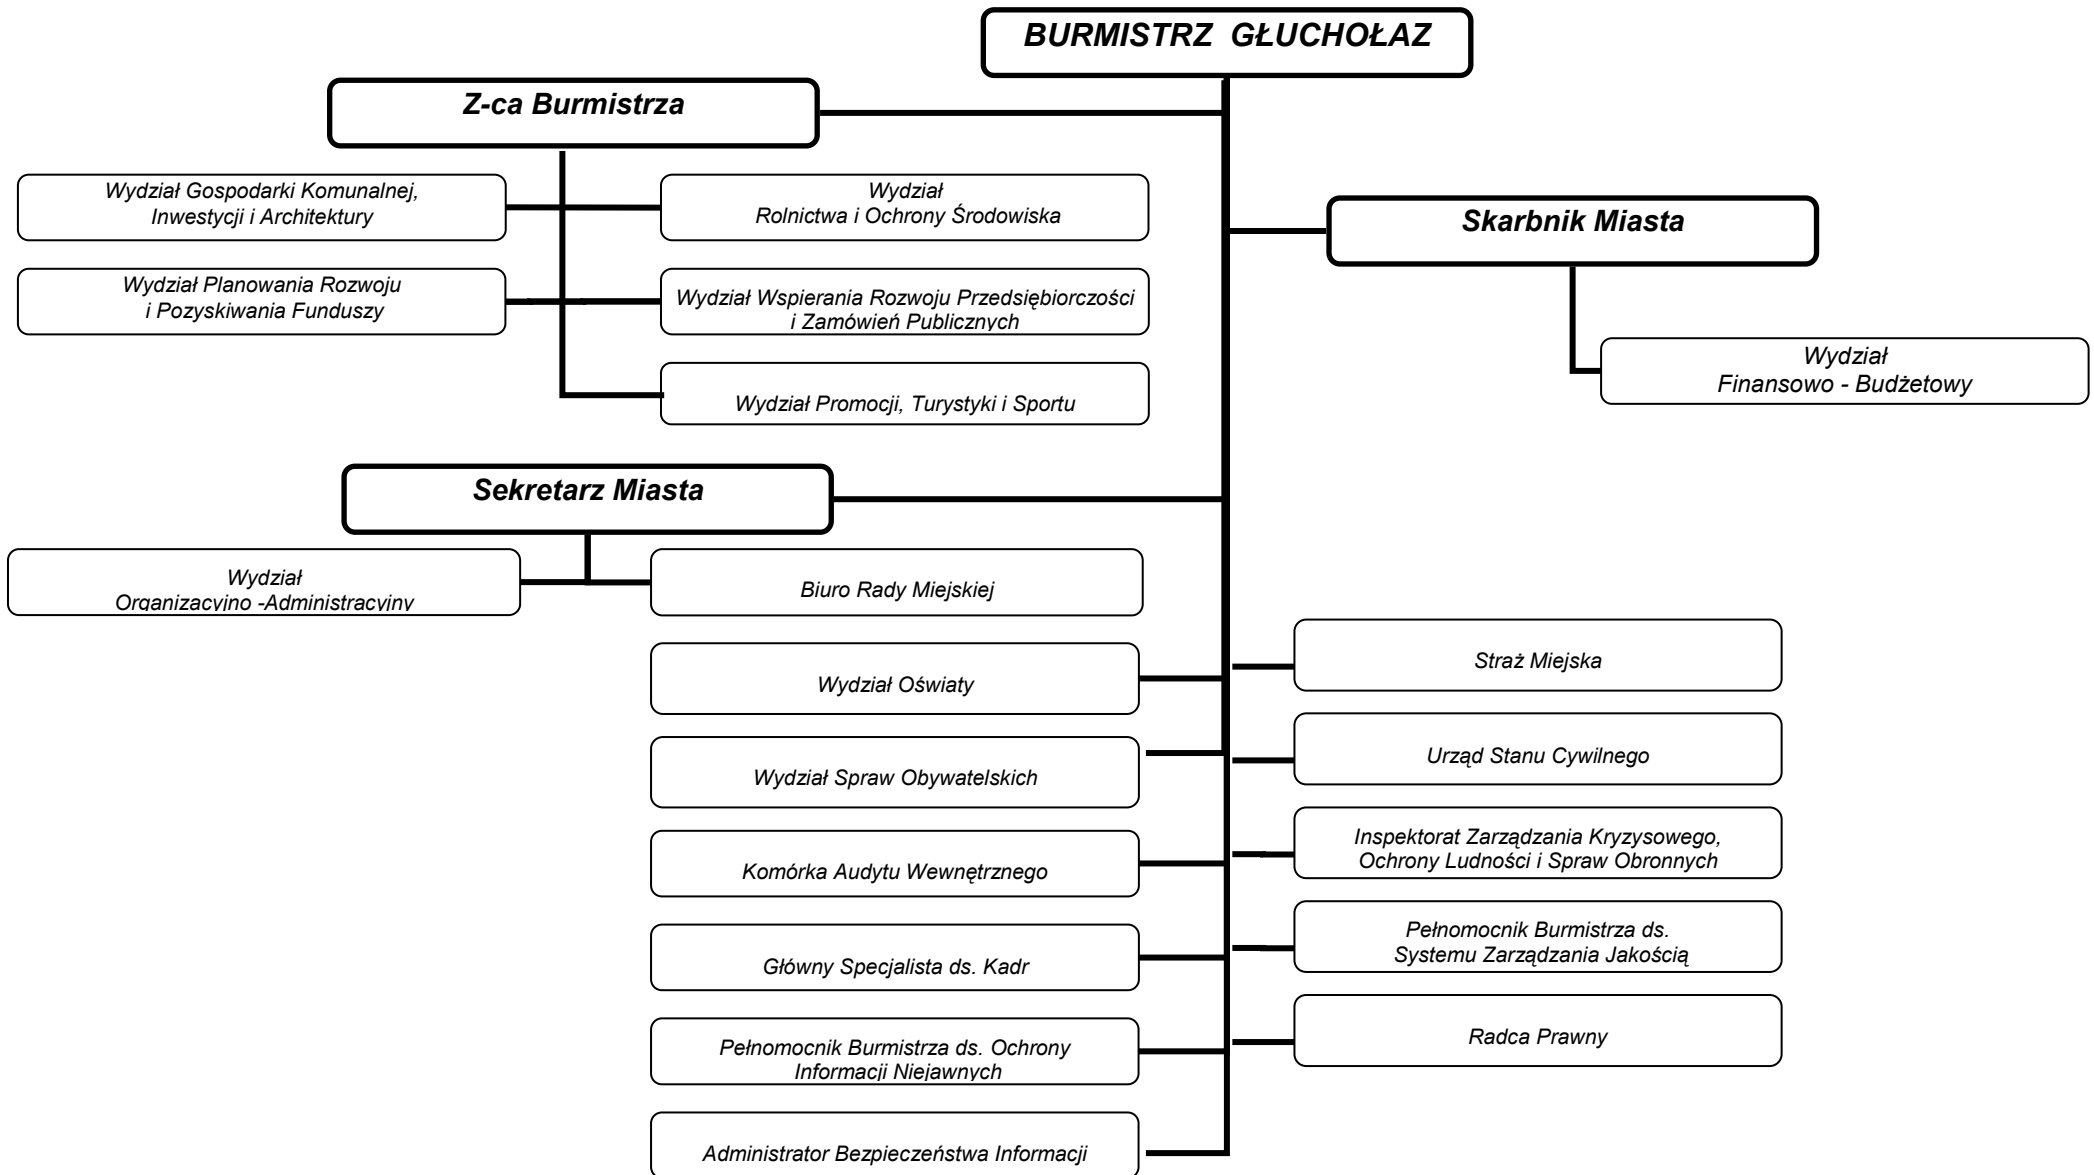 BURMISTRZ GŁUCHOŁAZ
Z-ca Burmistrza
Wydział Gospodarki Komunalnej,
Inwestycji i Architektury
Wydział
Rolnictwa i Ochrony Środowiska
Skarbnik Miasta
Wydział Planowania Rozwoju
i Pozyskiwania Funduszy
Wydział Wspierania Rozwoju Przedsiębiorczości
i Zamówień Publicznych
Wydział
Finansowo - Budżetowy
Wydział Promocji, Turystyki i Sportu
Sekretarz Miasta
Wydział
Organizacyjno -Administracyjny
Biuro Rady Miejskiej
Straż Miejska
Wydział Oświaty
Urząd Stanu Cywilnego
Wydział Spraw Obywatelskich
Inspektorat Zarządzania Kryzysowego,
Ochrony Ludności i Spraw Obronnych
Komórka Audytu Wewnętrznego
Pełnomocnik Burmistrza ds.
Systemu Zarządzania Jakością
Główny Specjalista ds. Kadr
Radca Prawny
Pełnomocnik Burmistrza ds. Ochrony
Informacji Niejawnych
Administrator Bezpieczeństwa Informacji